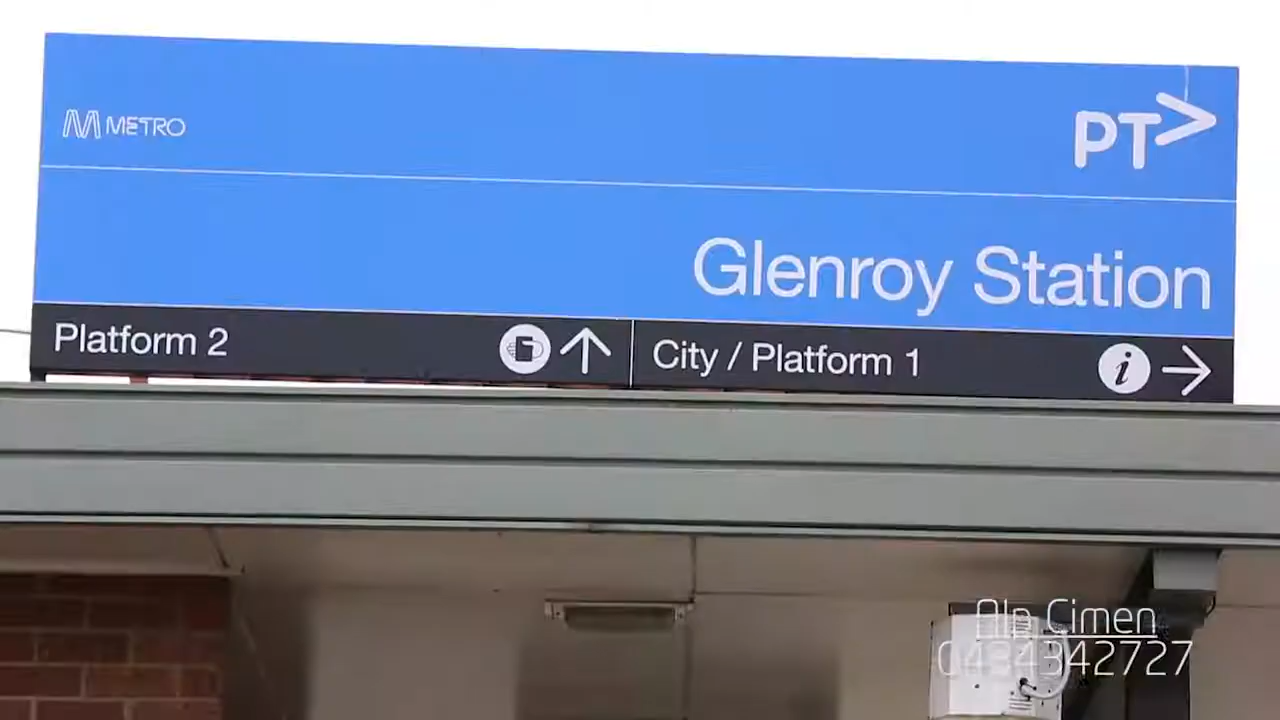 METRO
PT>
Glenroy Station
Platform 2
City / Platform 1
i
Alp Cimen
0434342727